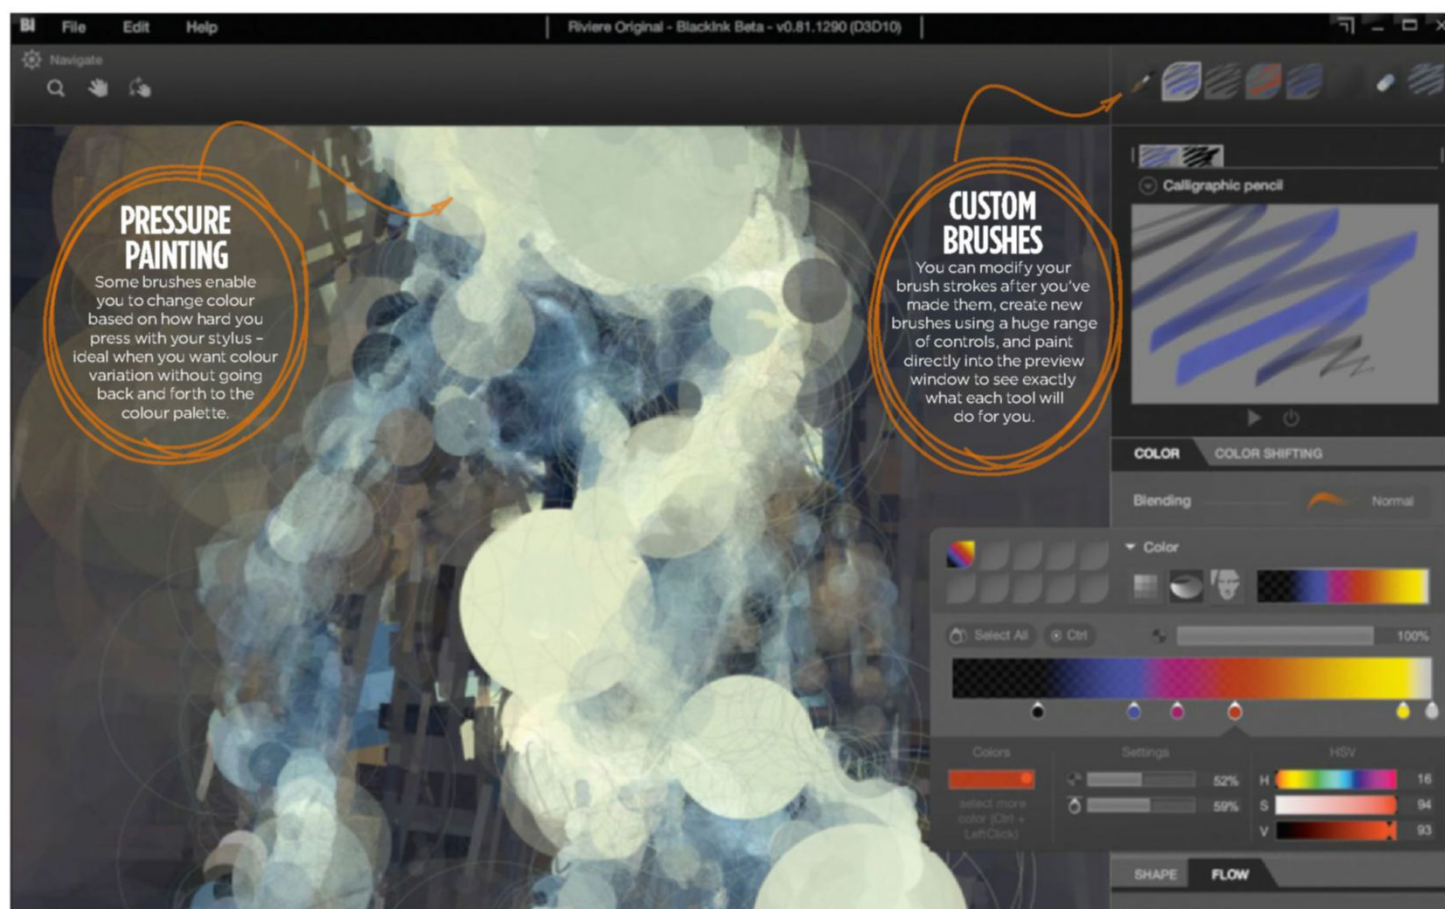 BI File Edit Help
Riviere Original - BlackInk Beta - v0.81.1290 (D3D10)
Navigate
PRESSURE
PAINTING
Some brushes enable
you to change colour
based on how hard you
press with your stylus –
ideal when you want colour
variation without going
back and forth to the
colour palette.
CUSTOM
BRUSHES
You can modify your
brush strokes after you've
made them, create new
brushes using a huge range
of controls, and paint
directly into the preview
window to see exactly
what each tool will
do for you.
Calligraphic pencil
COLOR COLOR SHIFTING
Blending Normal
Color
Select All Ctrl 100%
Colors Settings HSV
52% H 16
select more
color (Ctrl +
LeftClick)
59% S 94
V 93
SHAPE FLOW